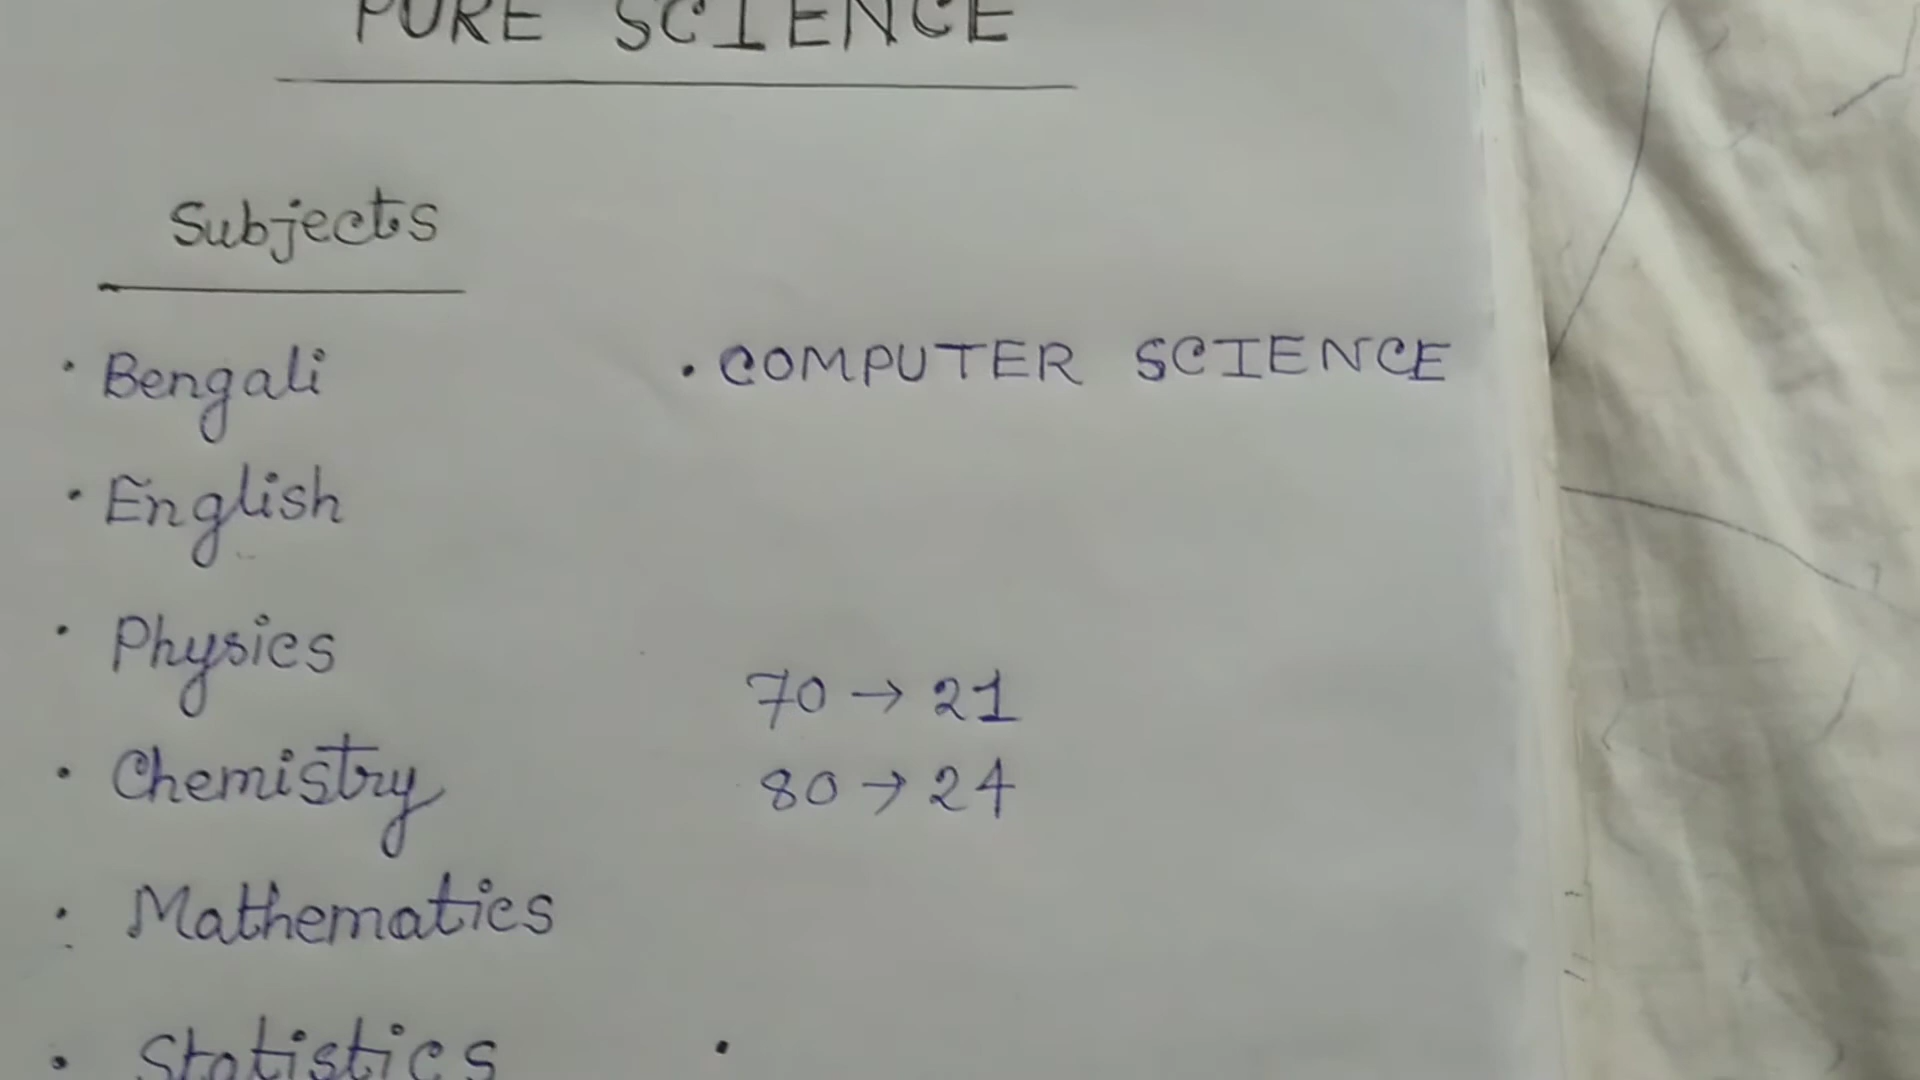 PURE SCIENCE
Subjects
· Bengali
· COMPUTER SCIENCE
· English
· Physics
70 → 21
· Chemistry
80 → 24
· Mathematics
· Statistics